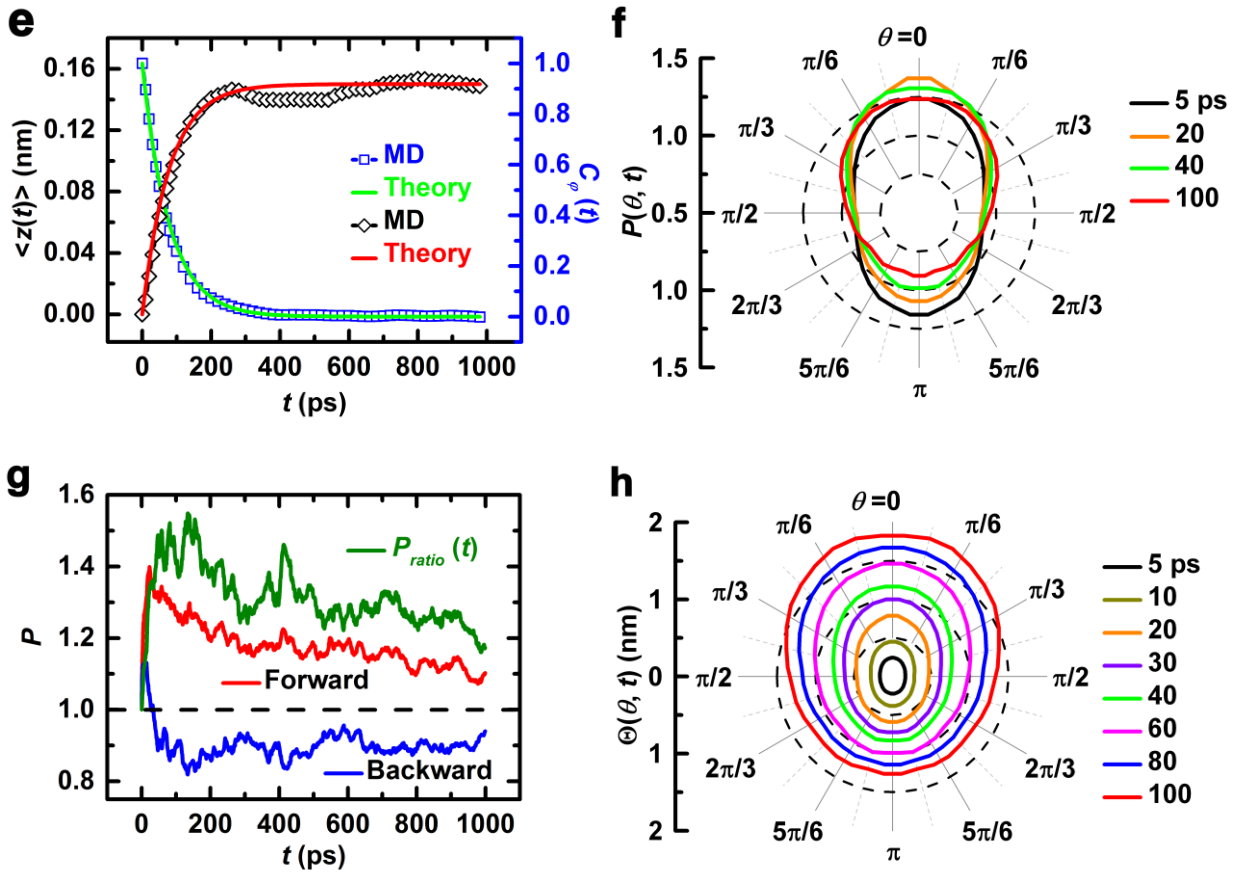 e
<z(t)> (nm)
0.16
0.12
0.08
0.04
0.00
1.0
0.8
0.6
0.4
0.2
0.0
Cφ (t)
MD
Theory
MD
Theory
0 200 400 600 800 1000
t (ps)
f
P(θ, t)
1.5
1.0
0.5
1.0
1.5
θ =0
π/6 π/6
π/3 π/3
π/2 π/2
2π/3 2π/3
5π/6 5π/6
π
5 ps
20
40
100
g
P
1.6
1.4
1.2
1.0
0.8
Pratio (t)
Forward
Backward
0 200 400 600 800 1000
t (ps)
h
Θ(θ, t) (nm)
2
1
0
1
2
θ =0
π/6 π/6
π/3 π/3
π/2 π/2
2π/3 2π/3
5π/6 5π/6
π
5 ps
10
20
30
40
60
80
100